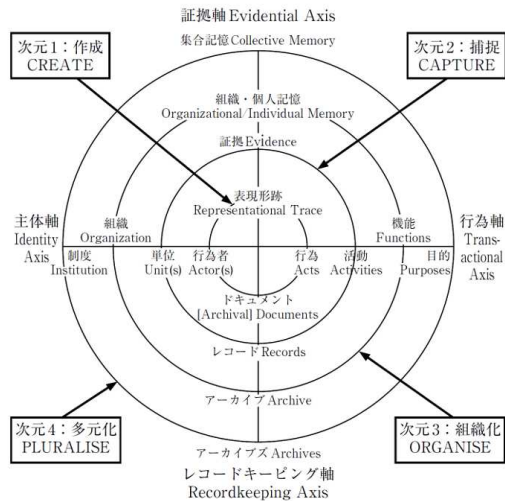 証拠軸 Evidential Axis
集合記憶 Collective Memory
次元1：作成
CREATE
次元2：捕捉
CAPTURE
組織・個人記憶
Organizational/Individual Memory
証拠 Evidence
表現形跡
Representational Trace
主体軸
Identity
Axis
組織
Organization
機能
Functions
行為軸
Trans-
actional
Axis
制度
Institution
単位
Unit(s)
行為者
Actor(s)
行為
Acts
活動
Activities
目的
Purposes
ドキュメント
[Archival] Documents
レコード Records
アーカイブ Archive
次元4：多元化
PLURALISE
次元3：組織化
ORGANISE
アーカイブズ Archives
レコードキーピング軸
Recordkeeping Axis